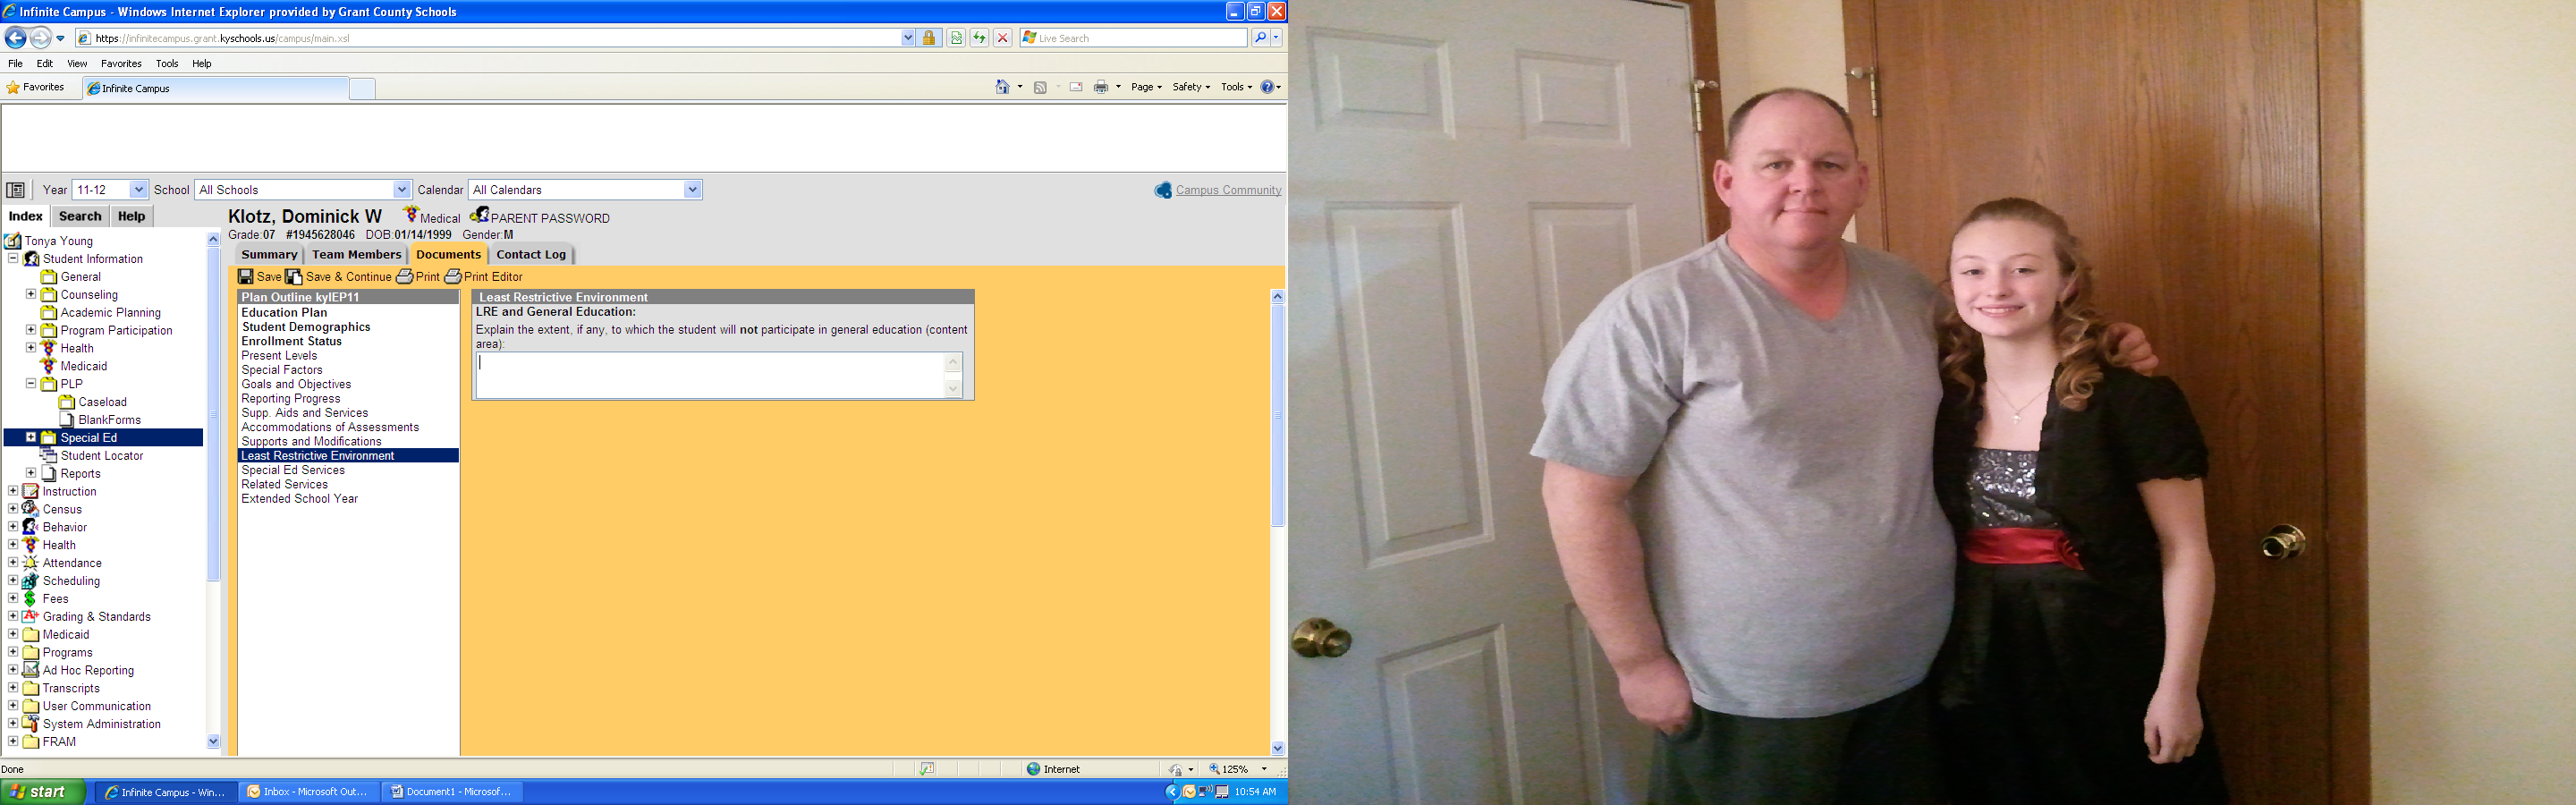 Infinite Campus - Windows Internet Explorer provided by Grant County Schools
https://infinitecampus.grant.kyschools.us/campus/main.xsl
Live Search
File Edit View Favorites Tools Help
Favorites Infinite Campus Page Safety Tools
Year 11-12 School All Schools Calendar All Calendars Campus Community
Index Search Help
Klotz, Dominick W Medical PARENT PASSWORD
Grade:07 #1945628046 DOB:01/14/1999 Gender:M
Summary Team Members Documents Contact Log
Save Save & Continue Print Print Editor
Tonya Young
Student Information
General
Counseling
Academic Planning
Program Participation
Health
Medicaid
PLP
Caseload
BlankForms
Special Ed
Student Locator
Reports
Instruction
Census
Behavior
Health
Attendance
Scheduling
Fees
Grading & Standards
Medicaid
Programs
Ad Hoc Reporting
Transcripts
User Communication
System Administration
FRAM
Plan Outline kyIEP11
Education Plan
Student Demographics
Enrollment Status
Present Levels
Special Factors
Goals and Objectives
Reporting Progress
Supp. Aids and Services
Accommodations of Assessments
Supports and Modifications
Least Restrictive Environment
Special Ed Services
Related Services
Extended School Year
Least Restrictive Environment
LRE and General Education:
Explain the extent, if any, to which the student will not participate in general education (content
area):
Done Internet 125%
start Infinite Campus - Win... Inbox - Microsoft Out... Document1 - Microsof... 10:54 AM